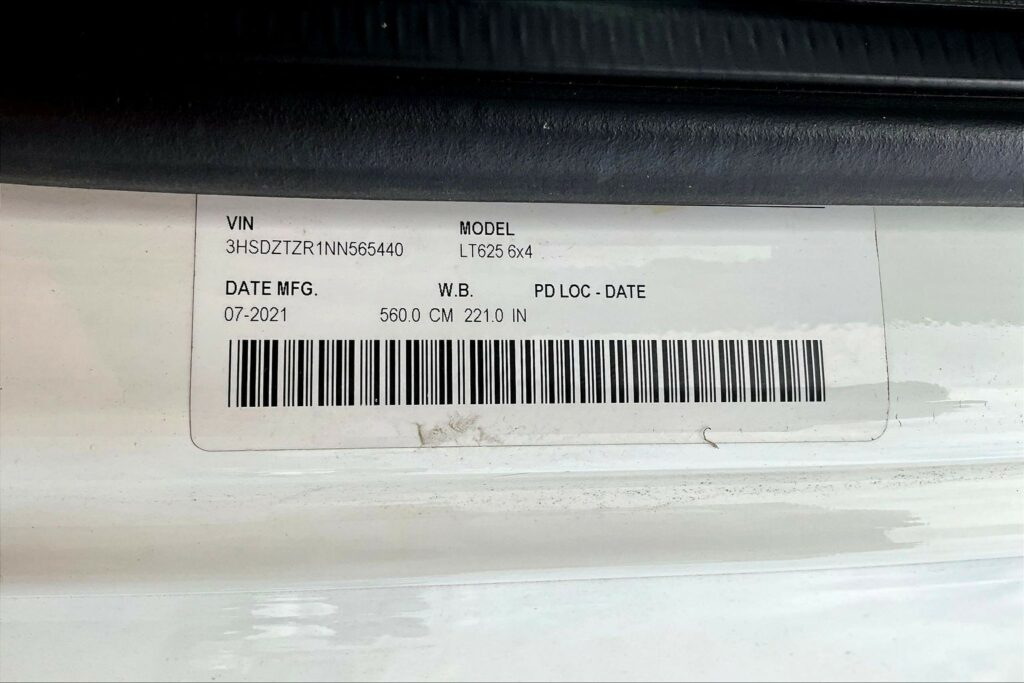 VIN MODEL
3HSDZTZR1NN565440 LT625 6x4
DATE MFG. W.B. PD LOC - DATE
07-2021 560.0 CM 221.0 IN